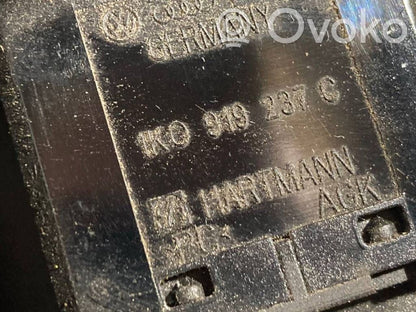 Ovoko
GERMANY
1K0 919 237 C
HARTMANN
AGK